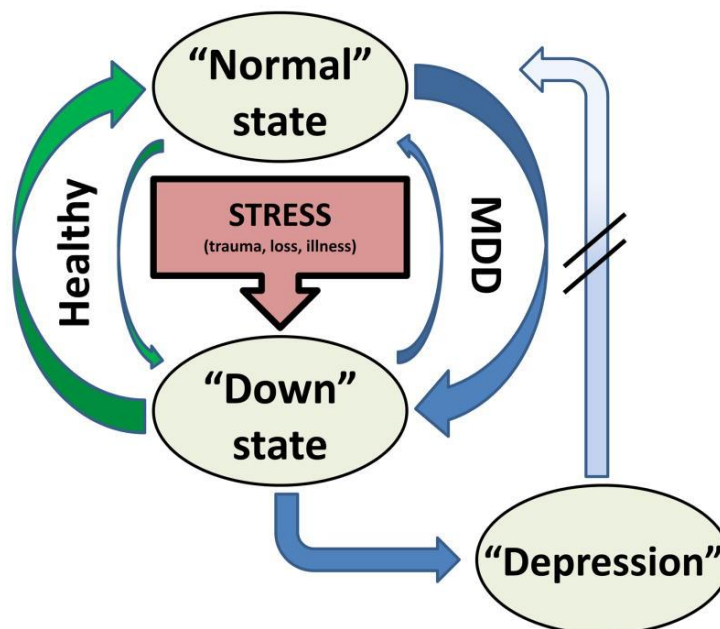 “Normal”
state
Healthy
STRESS
(trauma, loss, illness)
MDD
“Down”
state
“Depression”